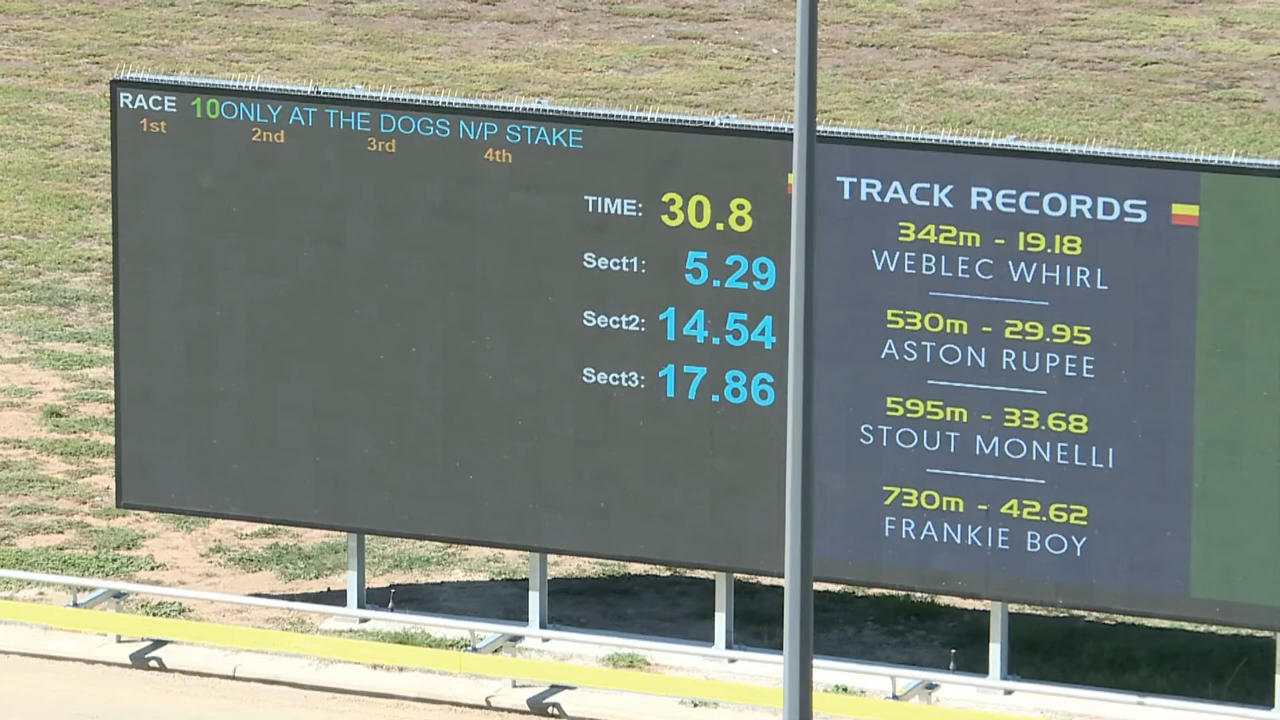 RACE 10ONLY AT THE DOGS N/P STAKE
1st 2nd 3rd 4th
TIME: 30.8
Sect1: 5.29
Sect2: 14.54
Sect3: 17.86
TRACK RECORDS
342m - 19.18
WEBLEC WHIRL
530m - 29.95
ASTON RUPEE
595m - 33.68
STOUT MONELLI
730m - 42.62
FRANKIE BOY